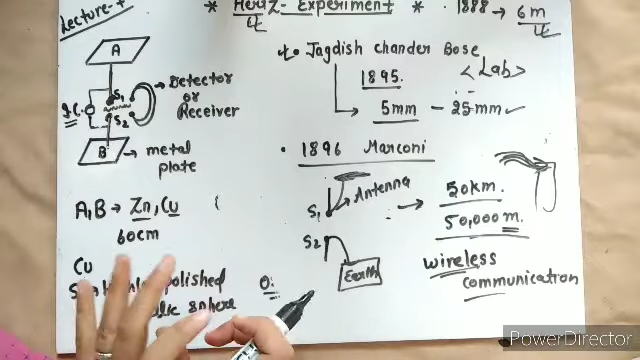 Lecture-4
* Hertz- Experiment *
1888 → 6m
A
S1
S2
I.C.
B
→ Detector
or
Receiver
→ metal
plate
A, B → Zn, Cu
60cm
Cu
polished
sphere
Jagdish chander Bose
1895.
<Lab>
→ 5mm - 25mm
• 1896 Marconi
S1
Antenna
→ 50km.
50,000 m.
S2
Earth
wireless
communication
PowerDirector